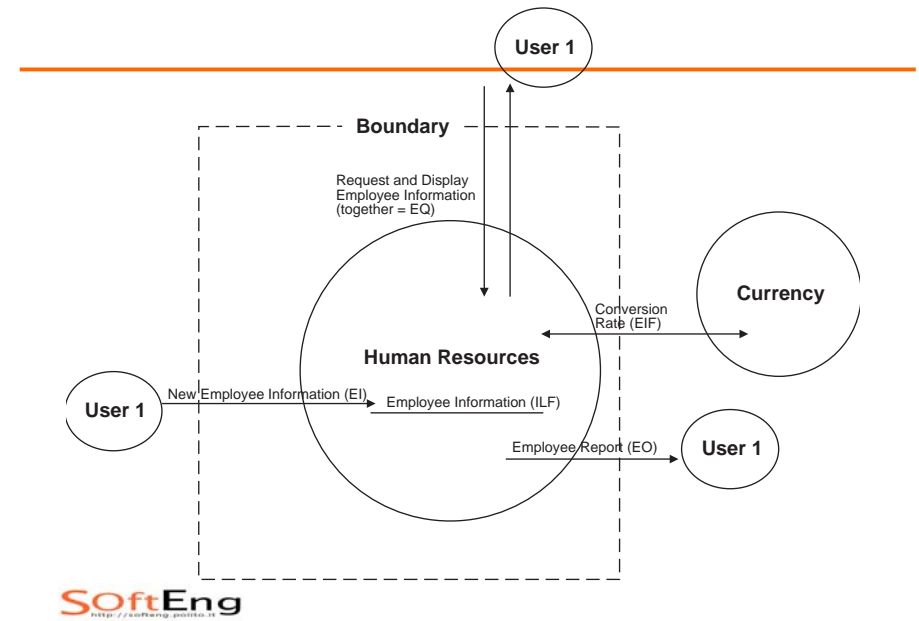 User 1
Boundary
Request and Display
Employee Information
(together = EQ)
Currency
Conversion
Rate (EIF)
Human Resources
New Employee Information (EI)
Employee Information (ILF)
User 1
Employee Report (EO)
User 1
SOftEng
http://softeng.polito.it